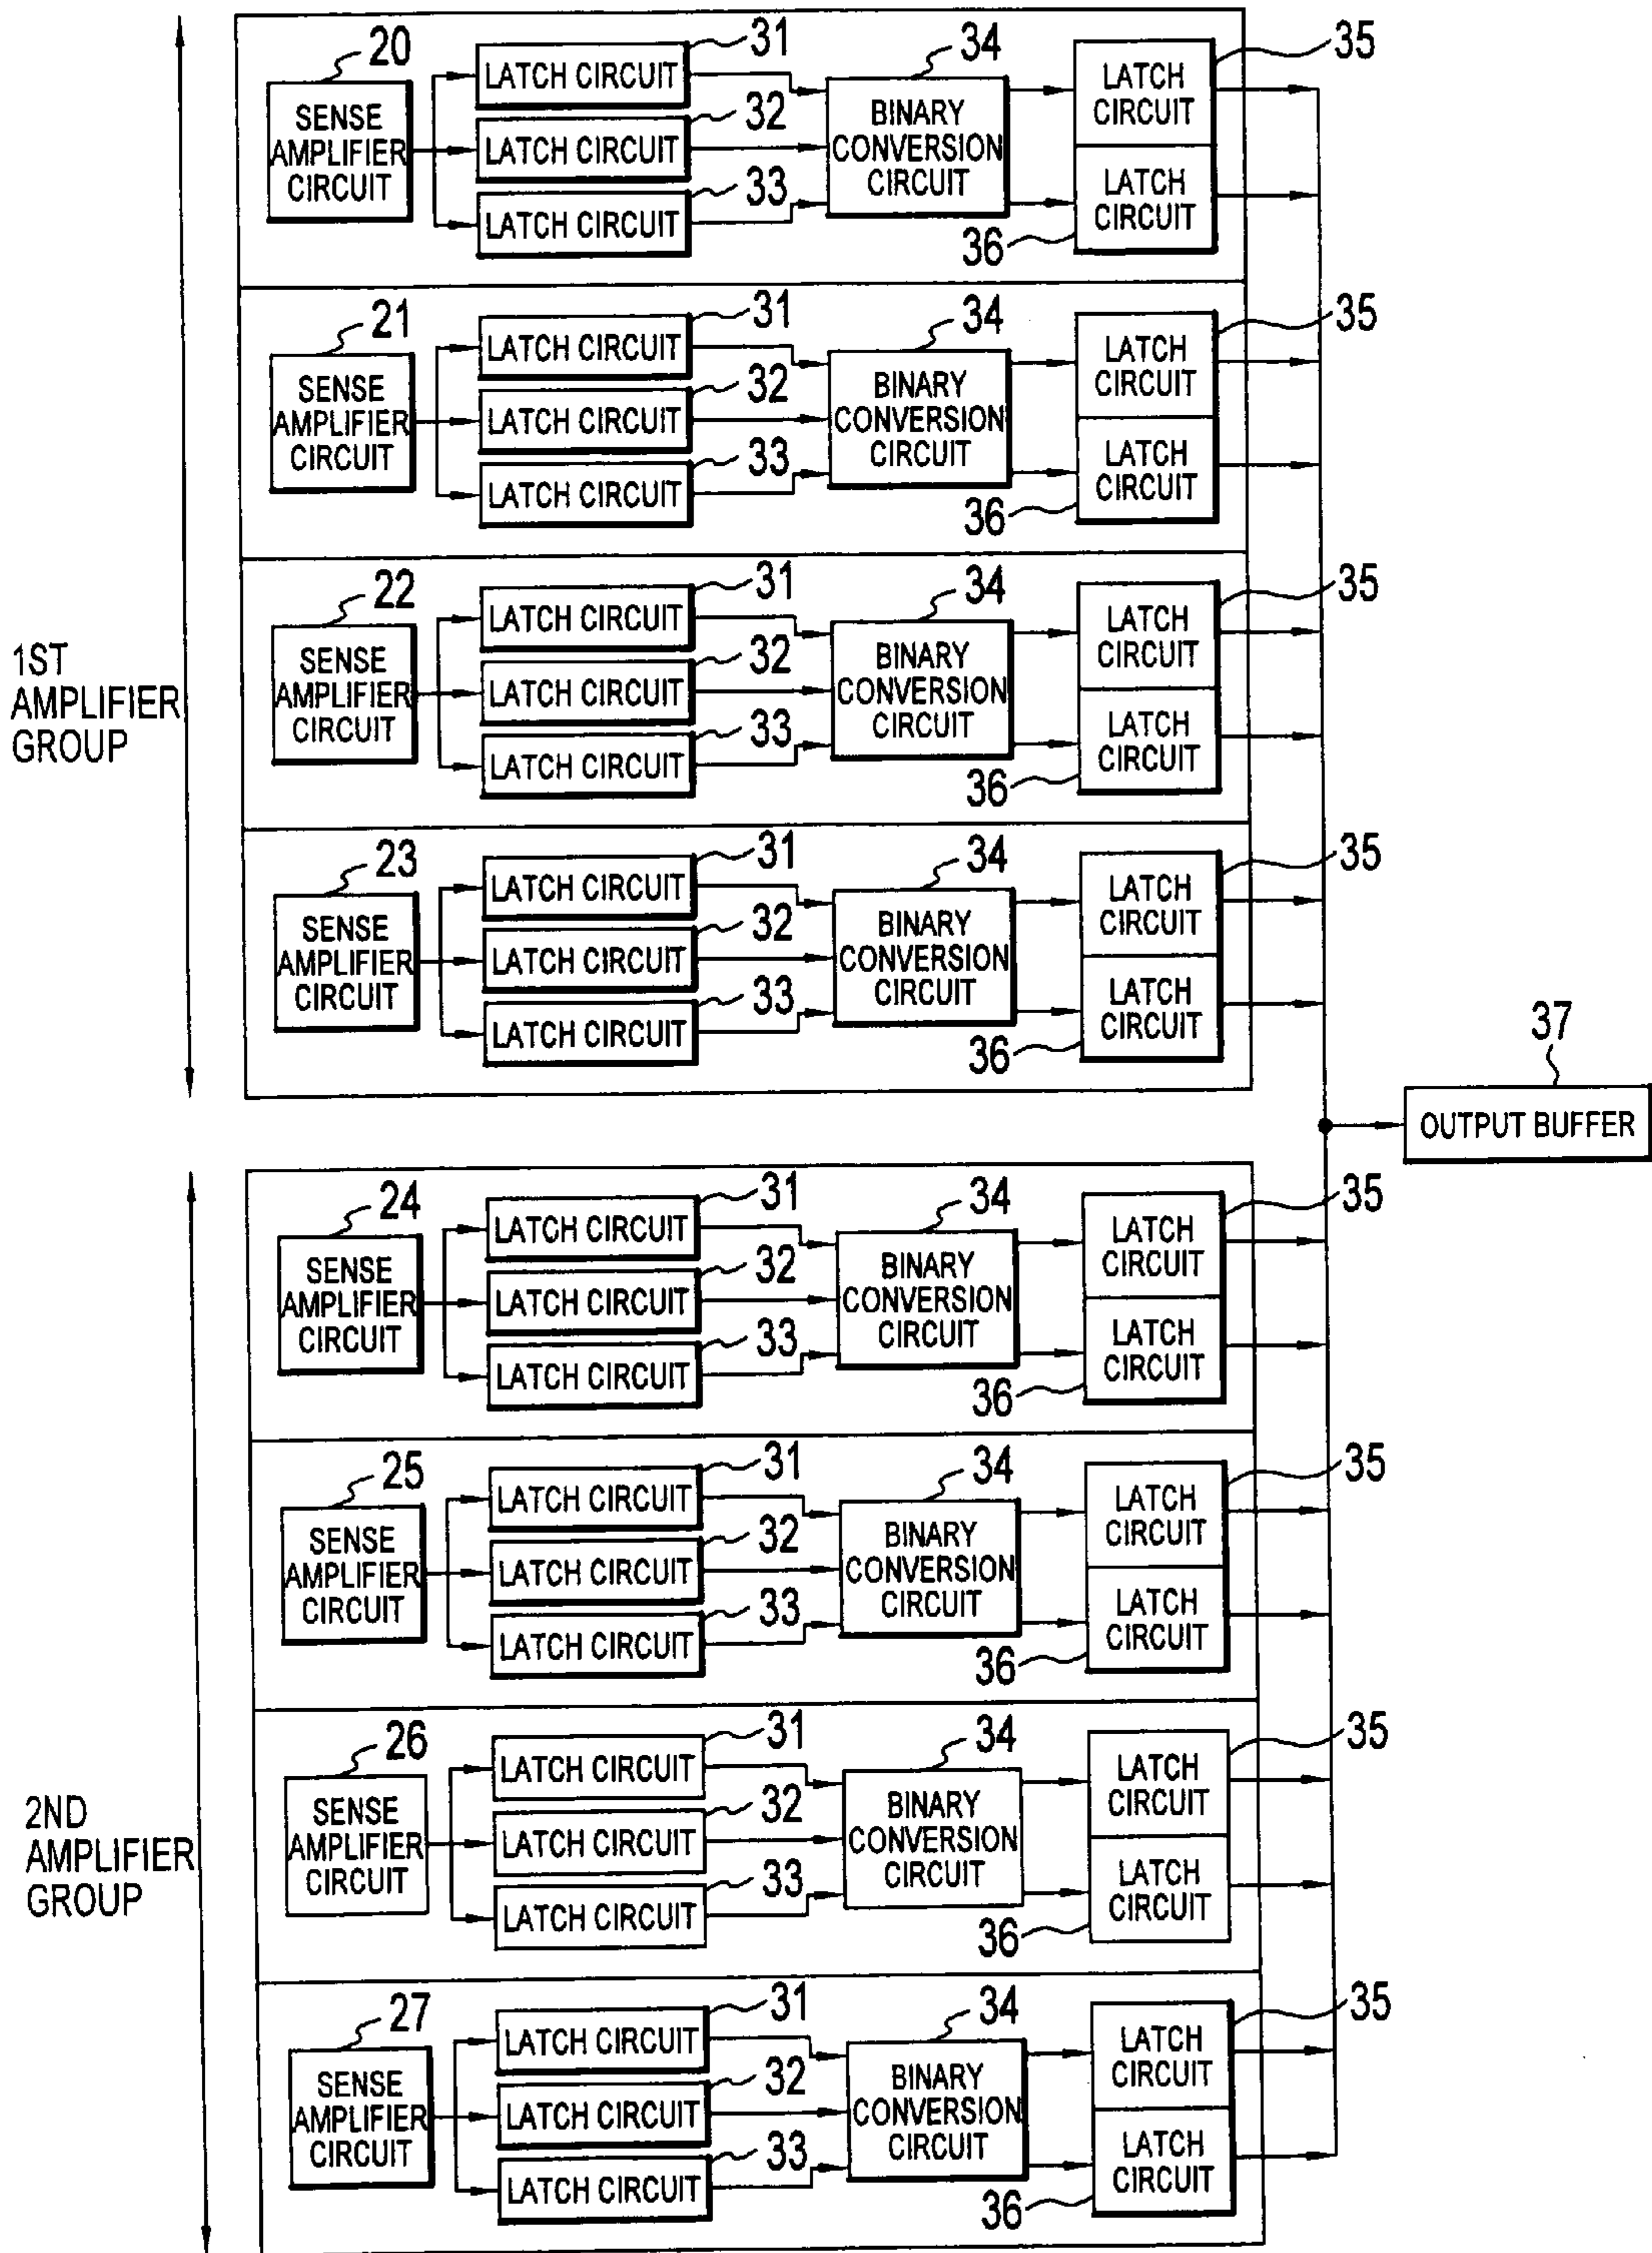 1ST
AMPLIFIER
GROUP
20
SENSE
AMPLIFIER
CIRCUIT
31
LATCH CIRCUIT
32
LATCH CIRCUIT
33
LATCH CIRCUIT
34
BINARY
CONVERSION
CIRCUIT
35
LATCH
CIRCUIT
LATCH
CIRCUIT
36
21
SENSE
AMPLIFIER
CIRCUIT
31
LATCH CIRCUIT
32
LATCH CIRCUIT
33
LATCH CIRCUIT
34
BINARY
CONVERSION
CIRCUIT
35
LATCH
CIRCUIT
LATCH
CIRCUIT
36
22
SENSE
AMPLIFIER
CIRCUIT
31
LATCH CIRCUIT
32
LATCH CIRCUIT
33
LATCH CIRCUIT
34
BINARY
CONVERSION
CIRCUIT
35
LATCH
CIRCUIT
LATCH
CIRCUIT
36
23
SENSE
AMPLIFIER
CIRCUIT
31
LATCH CIRCUIT
32
LATCH CIRCUIT
33
LATCH CIRCUIT
34
BINARY
CONVERSION
CIRCUIT
35
LATCH
CIRCUIT
LATCH
CIRCUIT
36
37
OUTPUT BUFFER
2ND
AMPLIFIER
GROUP
24
SENSE
AMPLIFIER
CIRCUIT
31
LATCH CIRCUIT
32
LATCH CIRCUIT
33
LATCH CIRCUIT
34
BINARY
CONVERSION
CIRCUIT
35
LATCH
CIRCUIT
LATCH
CIRCUIT
36
25
SENSE
AMPLIFIER
CIRCUIT
31
LATCH CIRCUIT
32
LATCH CIRCUIT
33
LATCH CIRCUIT
34
BINARY
CONVERSION
CIRCUIT
35
LATCH
CIRCUIT
LATCH
CIRCUIT
36
26
SENSE
AMPLIFIER
CIRCUIT
31
LATCH CIRCUIT
32
LATCH CIRCUIT
33
LATCH CIRCUIT
34
BINARY
CONVERSION
CIRCUIT
35
LATCH
CIRCUIT
LATCH
CIRCUIT
36
27
SENSE
AMPLIFIER
CIRCUIT
31
LATCH CIRCUIT
32
LATCH CIRCUIT
33
LATCH CIRCUIT
34
BINARY
CONVERSION
CIRCUIT
35
LATCH
CIRCUIT
LATCH
CIRCUIT
36